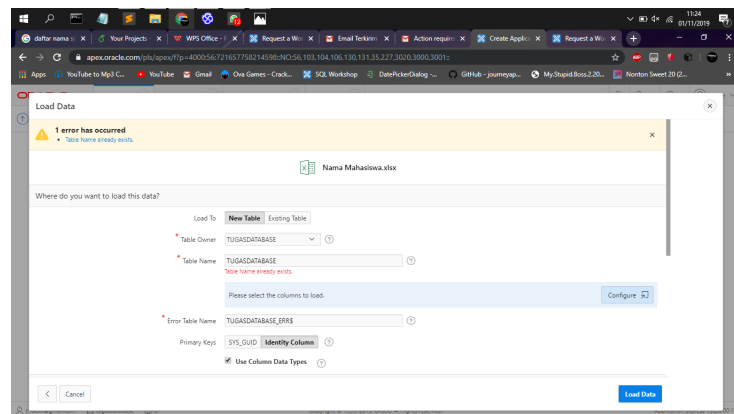 11:24
01/11/2019
daftar nama si
Your Projects -
WPS Office -
Request a Wor
Email Terkirim
Action require
Create Applica
Request a Wor
apex.oracle.com/pls/apex/f?p=4000:56:721657758214598::NO:56,103,104,106,130,131,35,227,3020,3000,3001::
Apps
YouTube to Mp3 C...
YouTube
Gmail
Ova Games - Crack...
SQL Workshop
DatePickerDialog -...
GitHub - journeyap...
My.Stupid.Boss.2.20...
Nonton Sweet 20 (2...
Load Data
1 error has occurred
Table Name already exists.
Nama Mahasiswa.xlsx
Where do you want to load this data?
Load To New Table Existing Table
* Table Owner TUGASDATABASE
* Table Name TUGASDATABASE
Table Name already exists.
Please select the columns to load. Configure
* Error Table Name TUGASDATABASE_ERR$
Primary Keys SYS_GUID Identity Column
Use Column Data Types
Cancel Load Data